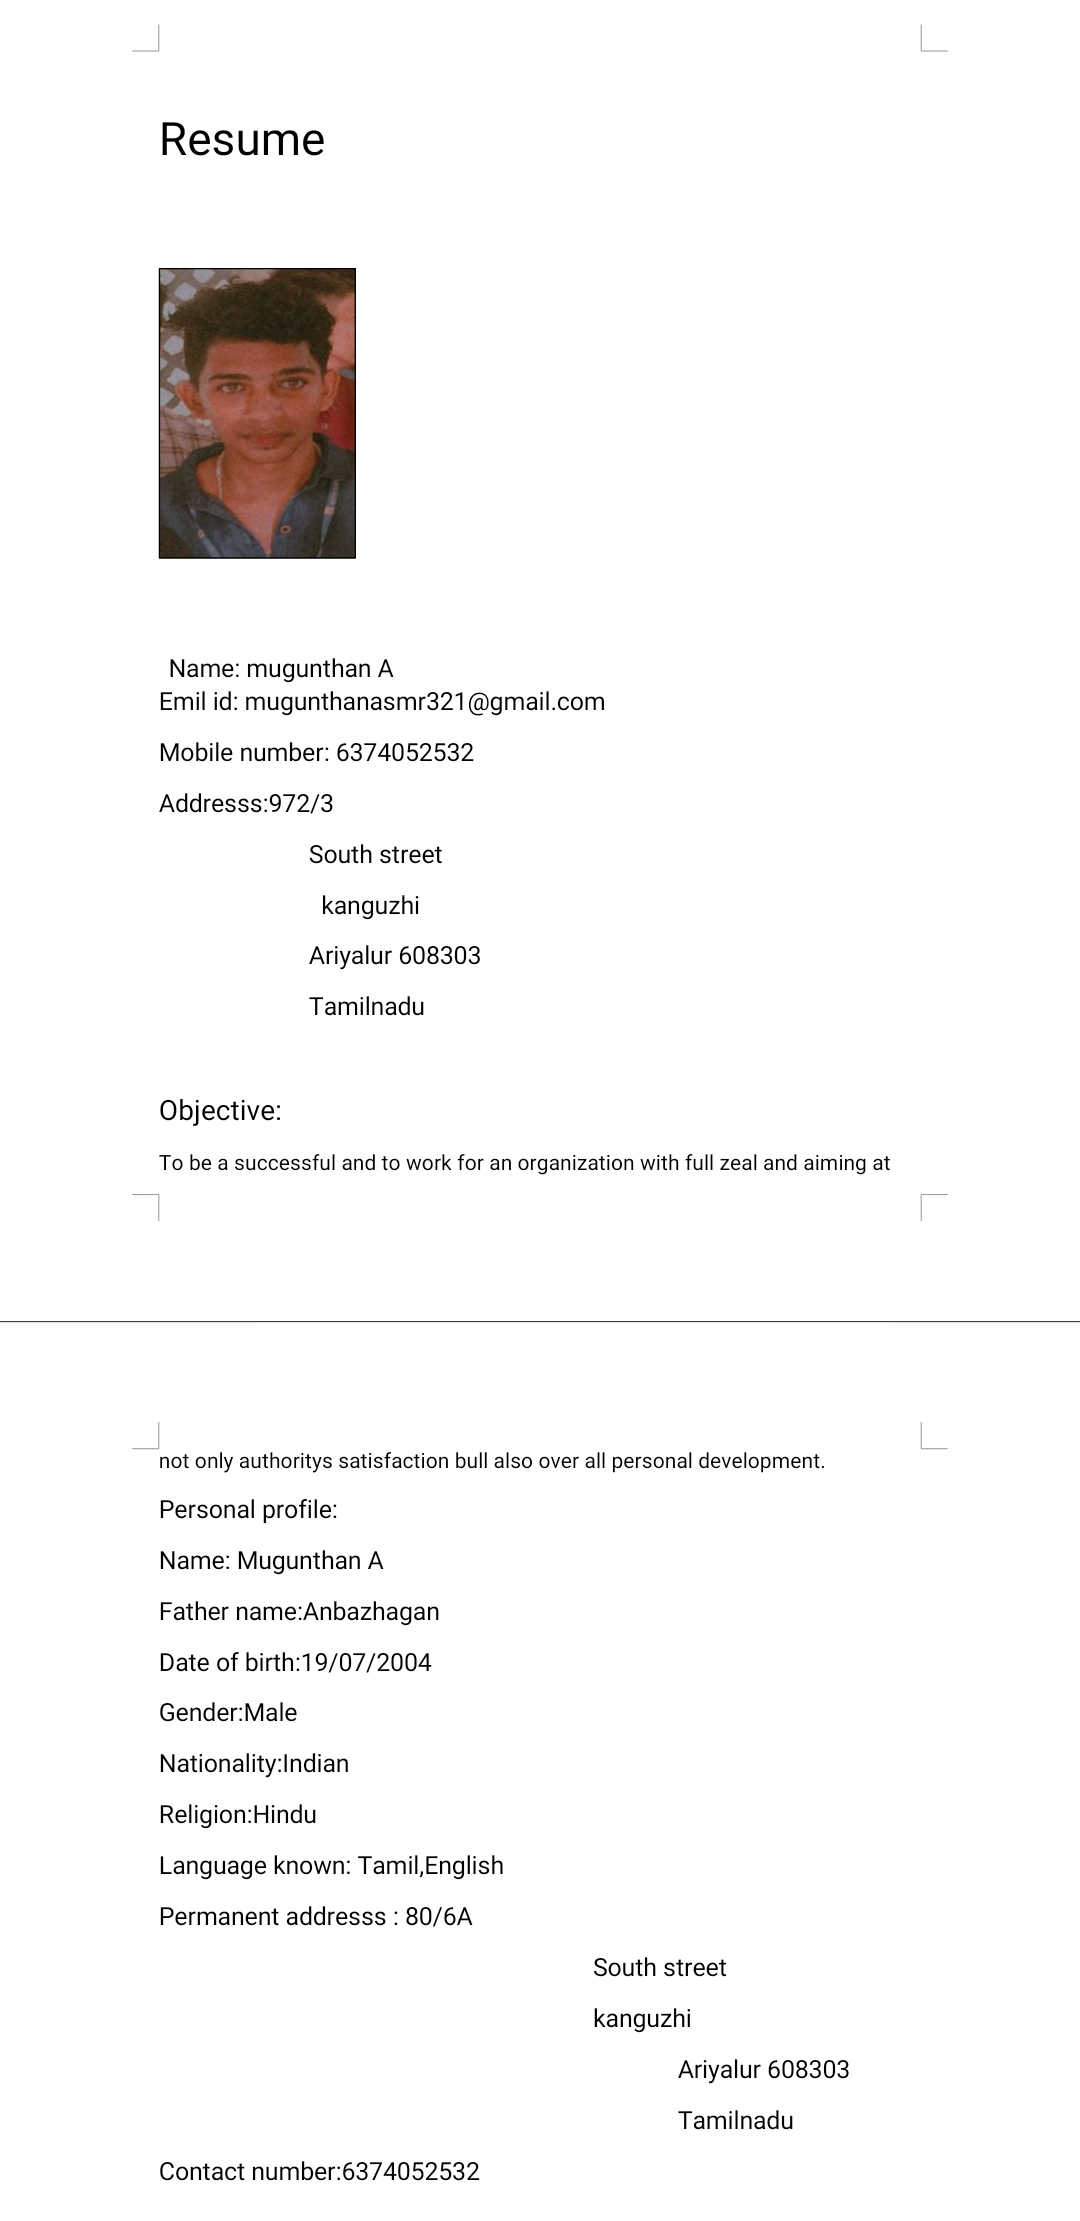 Resume
Name: mugunthan A
Emil id: mugunthanasmr321@gmail.com
Mobile number: 6374052532
Addresss:972/3
South street
kanguzhi
Ariyalur 608303
Tamilnadu
Objective:
To be a successful and to work for an organization with full zeal and aiming at
not only authoritys satisfaction bull also over all personal development.
Personal profile:
Name: Mugunthan A
Father name:Anbazhagan
Date of birth:19/07/2004
Gender:Male
Nationality:Indian
Religion:Hindu
Language known: Tamil,English
Permanent addresss : 80/6A
South street
kanguzhi
Ariyalur 608303
Tamilnadu
Contact number:6374052532